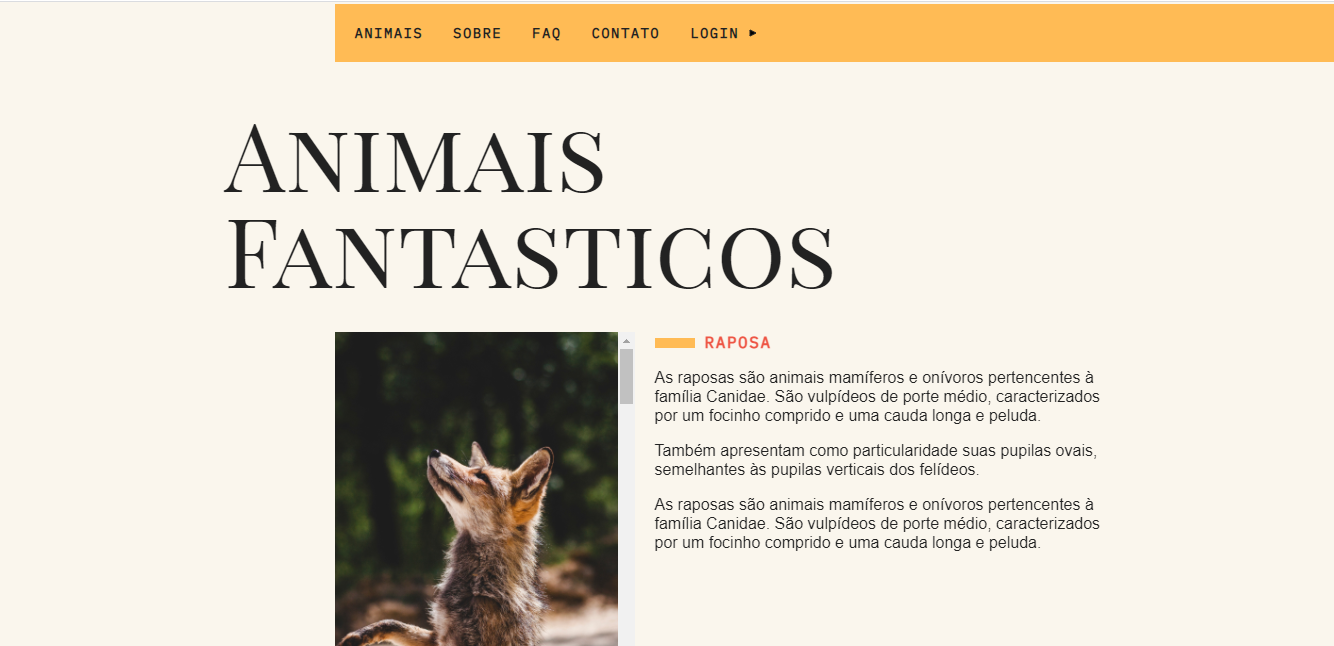 ANIMAIS SOBRE FAQ CONTATO LOGIN ▸
Animais
Fantasticos
RAPOSA
As raposas são animais mamíferos e onívoros pertencentes à
família Canidae. São vulpídeos de porte médio, caracterizados
por um focinho comprido e uma cauda longa e peluda.
Também apresentam como particularidade suas pupilas ovais,
semelhantes às pupilas verticais dos felídeos.
As raposas são animais mamíferos e onívoros pertencentes à
família Canidae. São vulpídeos de porte médio, caracterizados
por um focinho comprido e uma cauda longa e peluda.